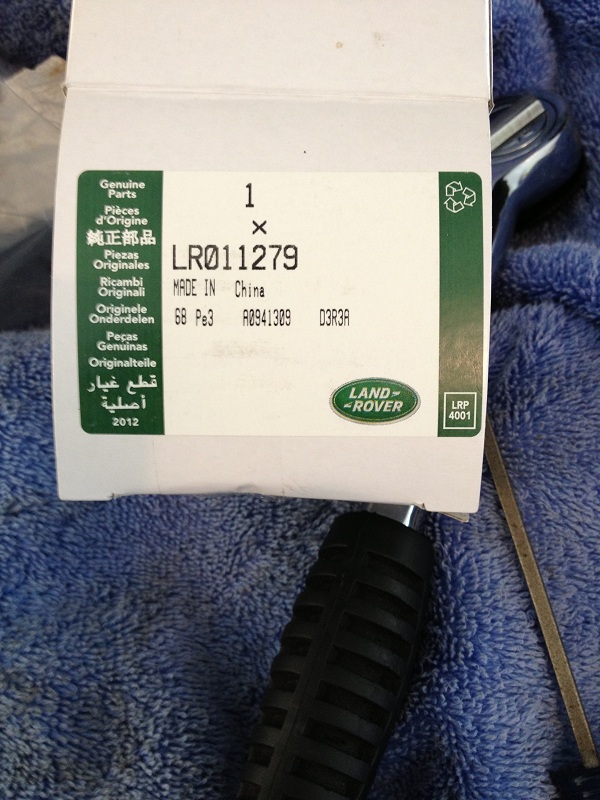 Genuine
Parts
Pièces
d'Origine
純正部品
Piezas
Originales
Ricambi
Originali
Originele
Onderdelen
Peças
Genuinas
Originalteile
قطع غيار
أصلية
2012
1
×
LR011279
MADE IN China
68 Pe3 A0941309 D3R3A
LAND
ROVER
LRP
4001